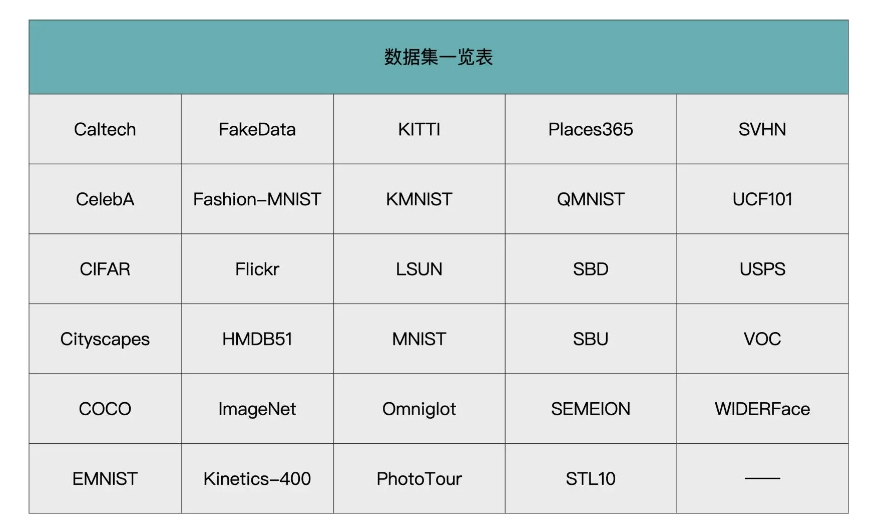 数据集一览表
Caltech FakeData KITTI Places365 SVHN
CelebA Fashion–MNIST KMNIST QMNIST UCF101
CIFAR Flickr LSUN SBD USPS
Cityscapes HMDB51 MNIST SBU VOC
COCO ImageNet Omniglot SEMEION WIDERFace
EMNIST Kinetics–400 PhotoTour STL10 ——